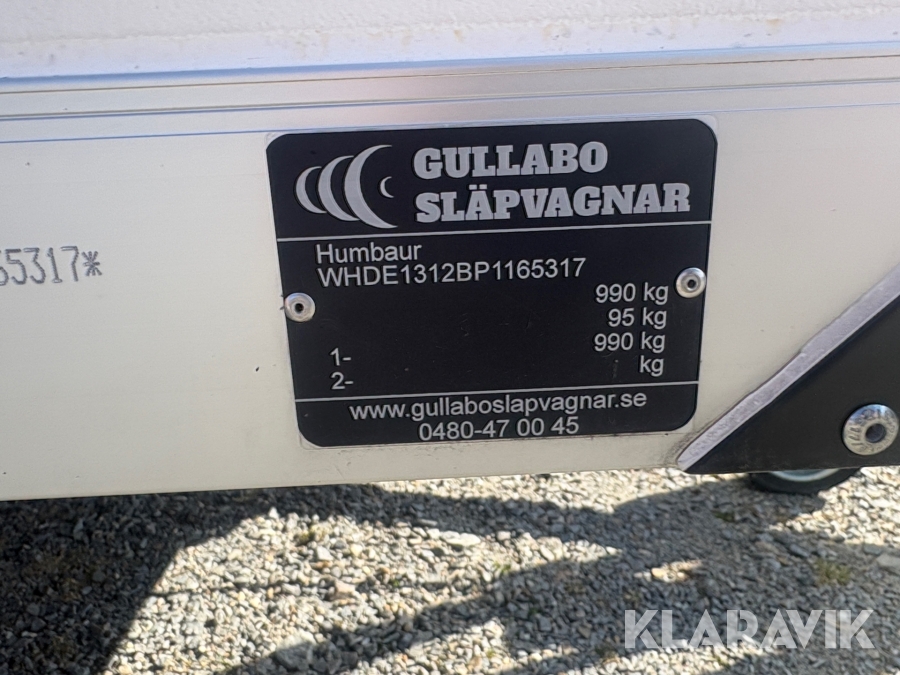 GULLABO
SLÄPVAGNAR
Humbaur
WHDE1312BP1165317
990 kg
95 kg
1- 990 kg
2- kg
www.gullaboslapvagnar.se
0480-47 00 45
5317*
KLARAVIK